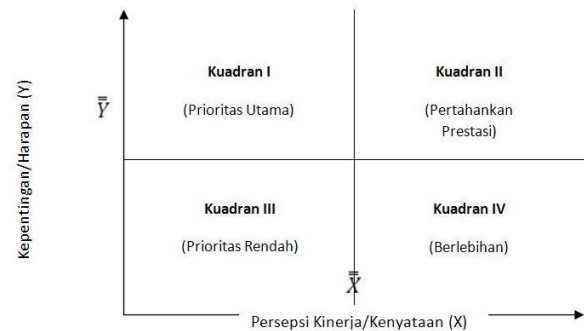 Kepentingan/Harapan (Y)
Y̿
Kuadran I
(Prioritas Utama)
Kuadran II
(Pertahankan
Prestasi)
Kuadran III
(Prioritas Rendah)
Kuadran IV
(Berlebihan)
X̿
Persepsi Kinerja/Kenyataan (X)